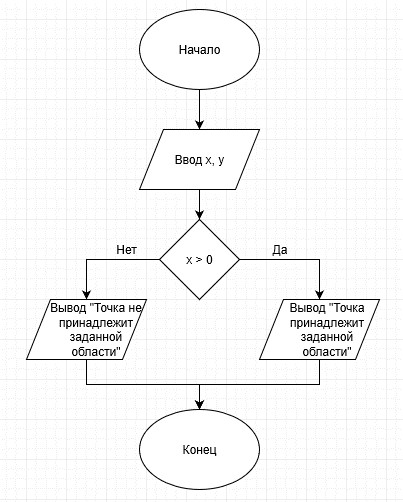 Начало
Ввод x, y
x > 0
Нет
Да
Вывод "Точка не
принадлежит
заданной
области"
Вывод "Точка
принадлежит
заданной
области"
Конец